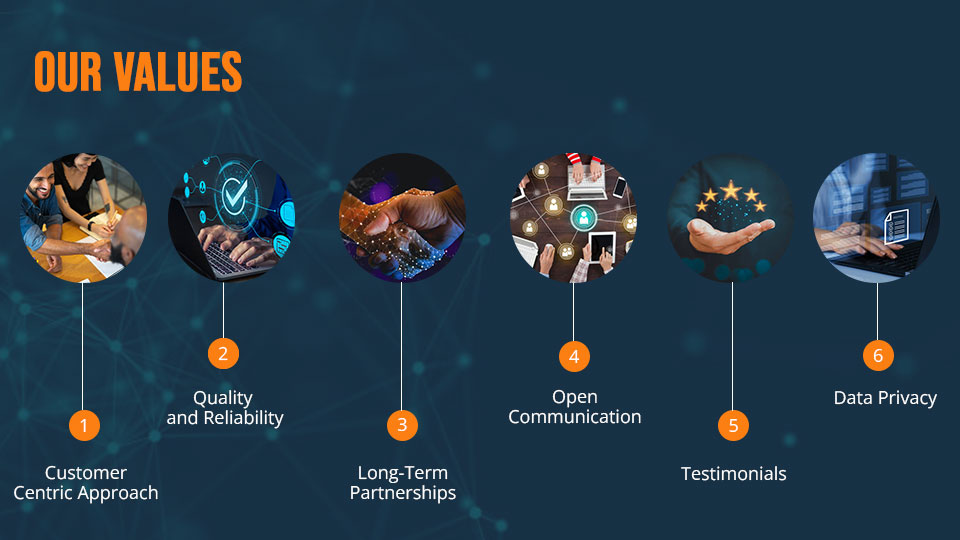 OUR VALUES
1
Customer
Centric Approach
2
Quality
and Reliability
3
Long-Term
Partnerships
4
Open
Communication
5
Testimonials
6
Data Privacy